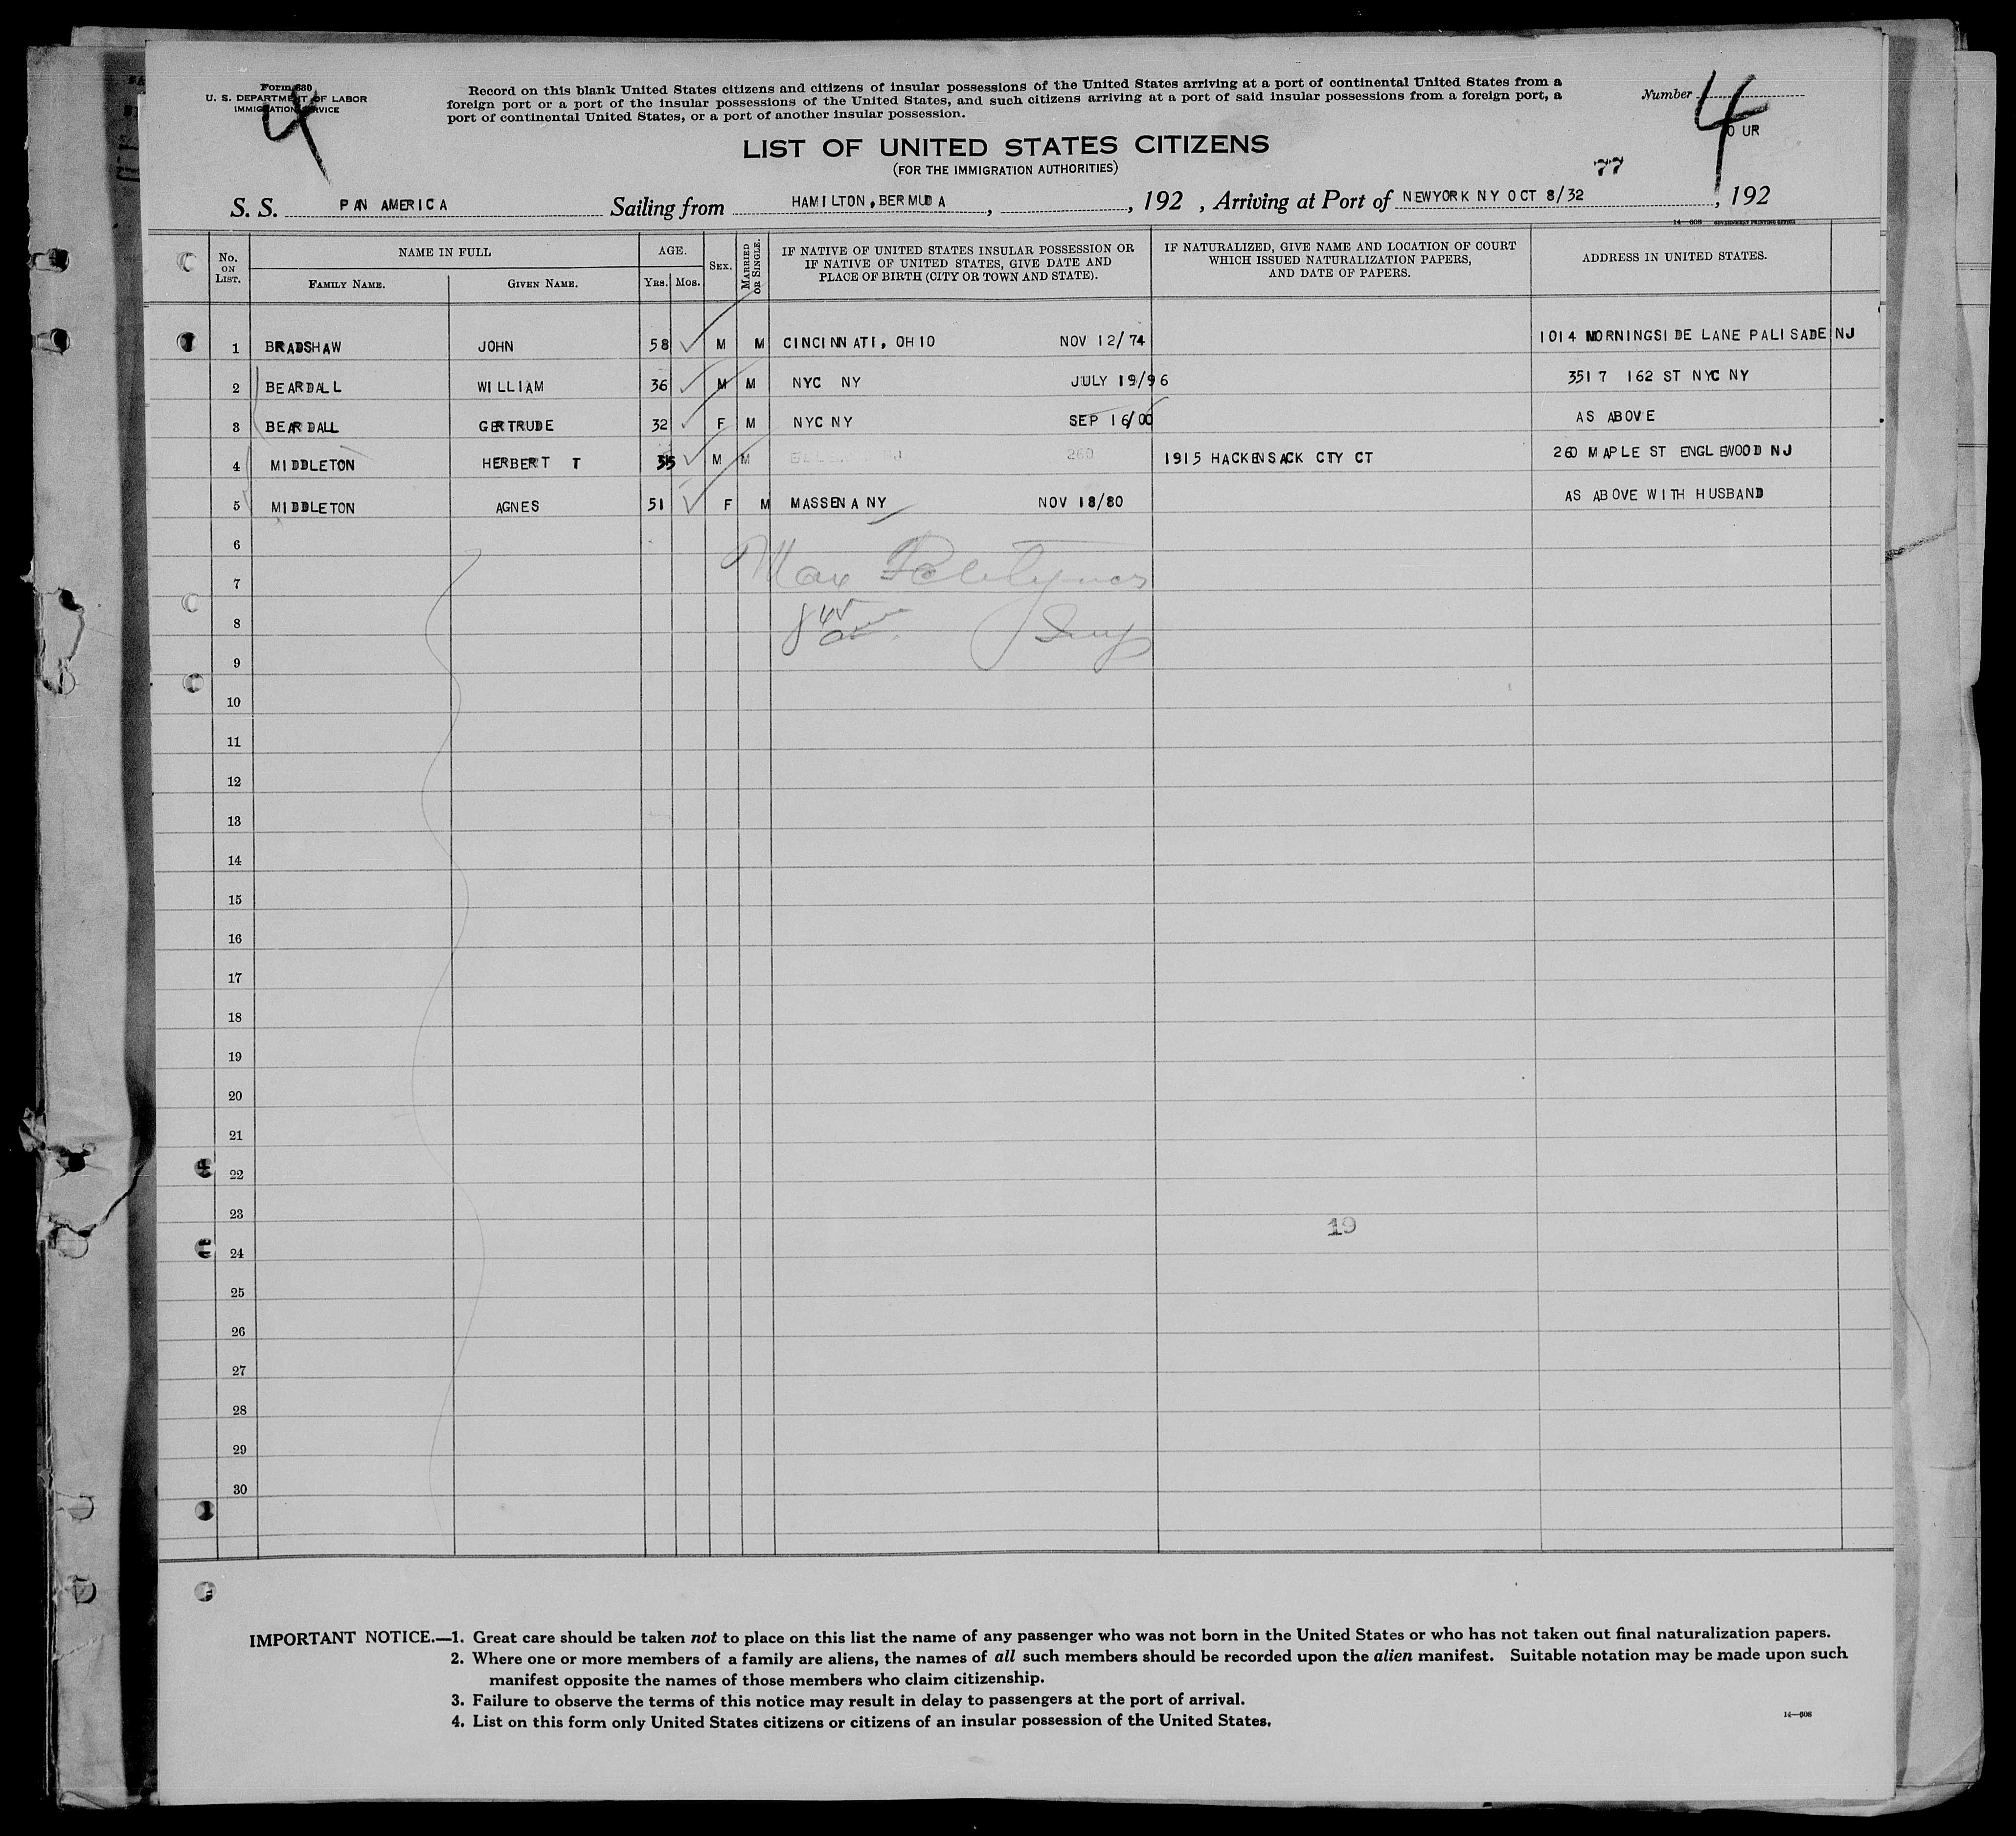 Form 630
U. S. DEPARTMENT OF LABOR
IMMIGRATION SERVICE
4
Record on this blank United States citizens and citizens of insular possessions of the United States arriving at a port of continental United States from a
foreign port or a port of the insular possessions of the United States, and such citizens arriving at a port of said insular possessions from a foreign port, a
port of continental United States, or a port of another insular possession.
Number 4
LIST OF UNITED STATES CITIZENS
(FOR THE IMMIGRATION AUTHORITIES)
77
S. S. PAN AMERICA Sailing from HAMILTON, BERMUDA, , 192 , Arriving at Port of NEWYORK NY OCT 8/32, 192
14—608 GOVERNMENT PRINTING OFFICE
No. ON LIST. NAME IN FULL AGE. SEX. MARRIED OR SINGLE. IF NATIVE OF UNITED STATES INSULAR POSSESSION OR IF NATIVE OF UNITED STATES, GIVE DATE AND PLACE OF BIRTH (CITY OR TOWN AND STATE). IF NATURALIZED, GIVE NAME AND LOCATION OF COURT WHICH ISSUED NATURALIZATION PAPERS, AND DATE OF PAPERS. ADDRESS IN UNITED STATES.
FAMILY NAME. GIVEN NAME. YRS. MOS.
1 BRADSHAW JOHN 58 M M CINCINNATI, OHIO NOV 12/74 1014 MORNINGSIDE LANE PALISADE NJ
2 BEARDALL WILLIAM 36 M M NYC NY JULY 19/96 3517 162 ST NYC NY
3 BEARDALL GERTRUDE 32 F M NYC NY SEP 16/00 AS ABOVE
4 MIDDLETON HERBERT T M M 260 1915 HACKENSACK CTY CT 260 MAPLE ST ENGLEWOOD NJ
5 MIDDLETON AGNES 51 F M MASSENA NY NOV 18/80 AS ABOVE WITH HUSBAND
6
7
8
9
10
11
12
13
14
15
16
17
18
19
20
21
22
23
19
24
25
26
27
28
29
30
IMPORTANT NOTICE.—1. Great care should be taken not to place on this list the name of any passenger who was not born in the United States or who has not taken out final naturalization papers.
2. Where one or more members of a family are aliens, the names of all such members should be recorded upon the alien manifest. Suitable notation may be made upon such
manifest opposite the names of those members who claim citizenship.
3. Failure to observe the terms of this notice may result in delay to passengers at the port of arrival.
4. List on this form only United States citizens or citizens of an insular possession of the United States.
14—608